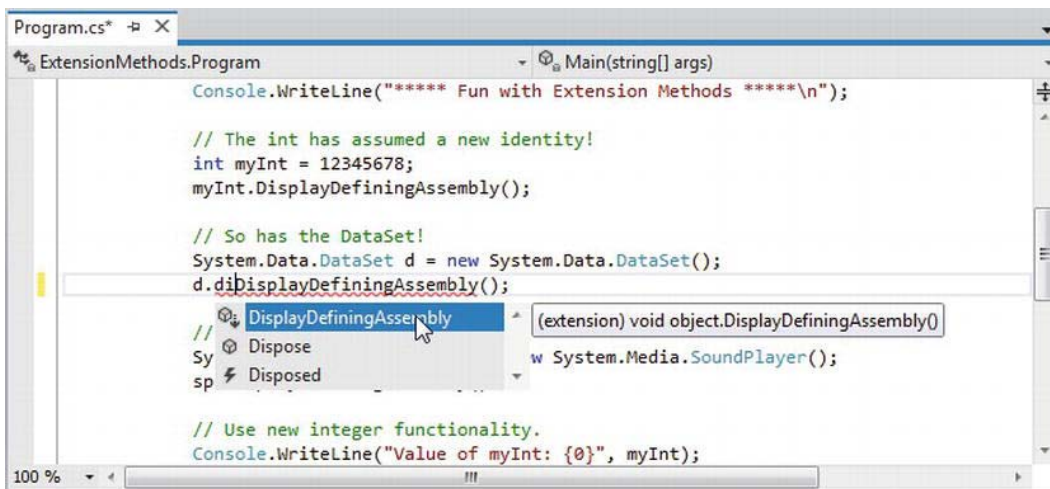 Program.cs*
ExtensionMethods.Program Main(string[] args)
Console.WriteLine("***** Fun with Extension Methods *****\n");
// The int has assumed a new identity!
int myInt = 12345678;
myInt.DisplayDefiningAssembly();
// So has the DataSet!
System.Data.DataSet d = new System.Data.DataSet();
d.diDisplayDefiningAssembly();
DisplayDefiningAssembly (extension) void object.DisplayDefiningAssembly()
//
Dispose
Sy w System.Media.SoundPlayer();
Disposed
sp
// Use new integer functionality.
Console.WriteLine("Value of myInt: {0}", myInt);
100 %